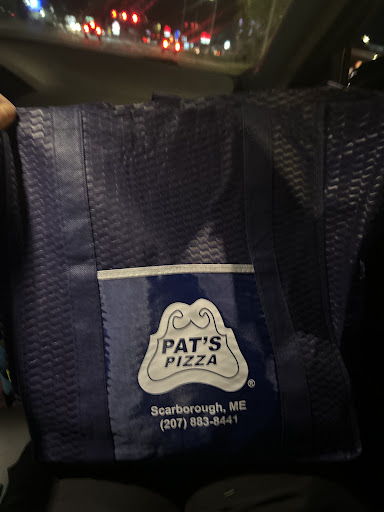 PAT'S
PIZZA
®
Scarborough, ME
(207) 883-8441